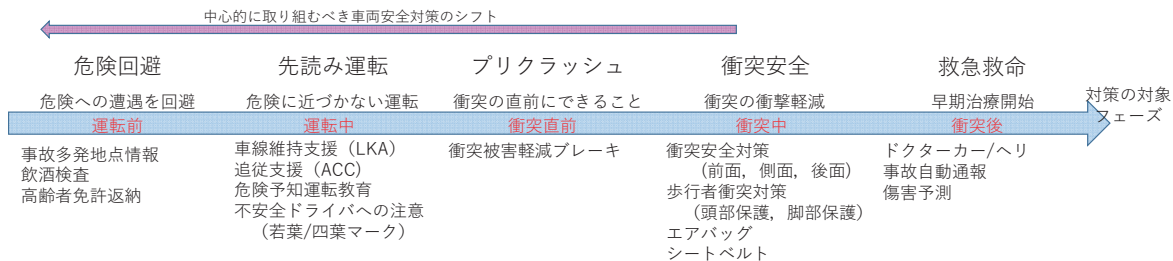 中心的に取り組むべき車両安全対策のシフト
危険回避
先読み運転
プリクラッシュ
衝突安全
救急救命
危険への遭遇を回避
危険に近づかない運転
衝突の直前にできること
衝突の衝撃軽減
早期治療開始
対策の対象
フェーズ
運転前
運転中
衝突直前
衝突中
衝突後
事故多発地点情報
飲酒検査
高齢者免許返納
車線維持支援（LKA）
追従支援（ACC）
危険予知運転教育
不安全ドライバへの注意
（若葉/四葉マーク）
衝突被害軽減ブレーキ
衝突安全対策
（前面，側面，後面）
歩行者衝突対策
（頭部保護，脚部保護）
エアバッグ
シートベルト
ドクターカー/ヘリ
事故自動通報
傷害予測